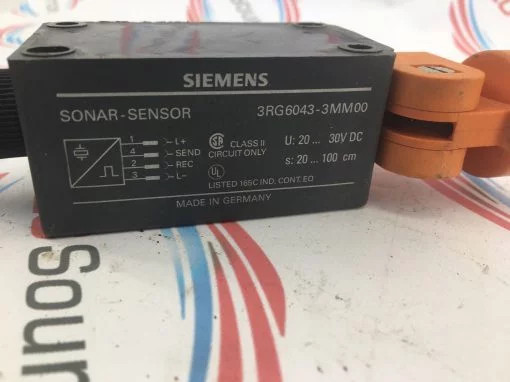 SIEMENS
SONAR-SENSOR 3RG6043-3MM00
1 L+
4 SEND
2 REC
3 L-
CLASS II
CIRCUIT ONLY
U: 20 ... 30V DC
s: 20 ... 100 cm
UL
LISTED 165C IND. CONT. EQ
MADE IN GERMANY
Sour